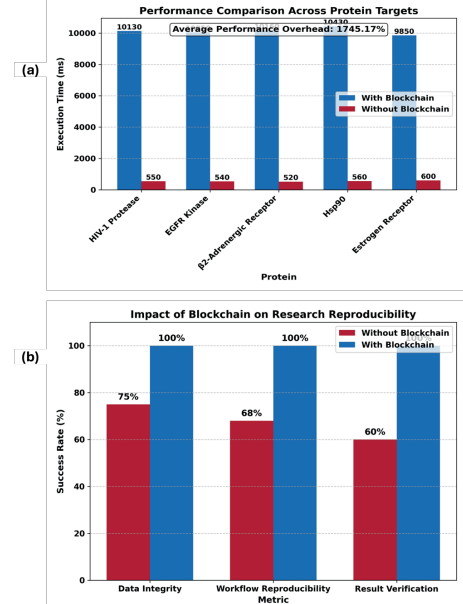 (a)
Performance Comparison Across Protein Targets
Average Performance Overhead: 1745.17%
Execution Time (ms)
10000
8000
6000
4000
2000
0
10130
10430
9850
550
540
520
560
600
With Blockchain
Without Blockchain
HIV-1 Protease
EGFR Kinase
β2-Adrenergic Receptor
Hsp90
Estrogen Receptor
Protein
(b)
Impact of Blockchain on Research Reproducibility
Success Rate (%)
100
80
60
40
20
0
75%
100%
68%
100%
60%
100%
Without Blockchain
With Blockchain
Data Integrity
Workflow Reproducibility
Result Verification
Metric